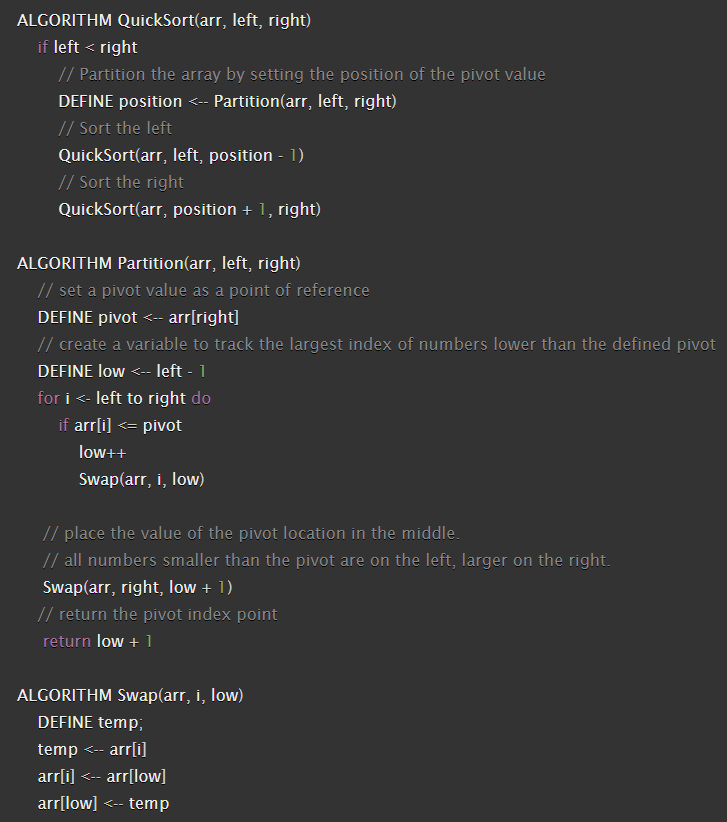 ALGORITHM QuickSort(arr, left, right)
if left < right
// Partition the array by setting the position of the pivot value
DEFINE position <-- Partition(arr, left, right)
// Sort the left
QuickSort(arr, left, position - 1)
// Sort the right
QuickSort(arr, position + 1, right)
ALGORITHM Partition(arr, left, right)
// set a pivot value as a point of reference
DEFINE pivot <-- arr[right]
// create a variable to track the largest index of numbers lower than the defined pivot
DEFINE low <-- left - 1
for i <- left to right do
if arr[i] <= pivot
low++
Swap(arr, i, low)
// place the value of the pivot location in the middle.
// all numbers smaller than the pivot are on the left, larger on the right.
Swap(arr, right, low + 1)
// return the pivot index point
return low + 1
ALGORITHM Swap(arr, i, low)
DEFINE temp;
temp <-- arr[i]
arr[i] <-- arr[low]
arr[low] <-- temp